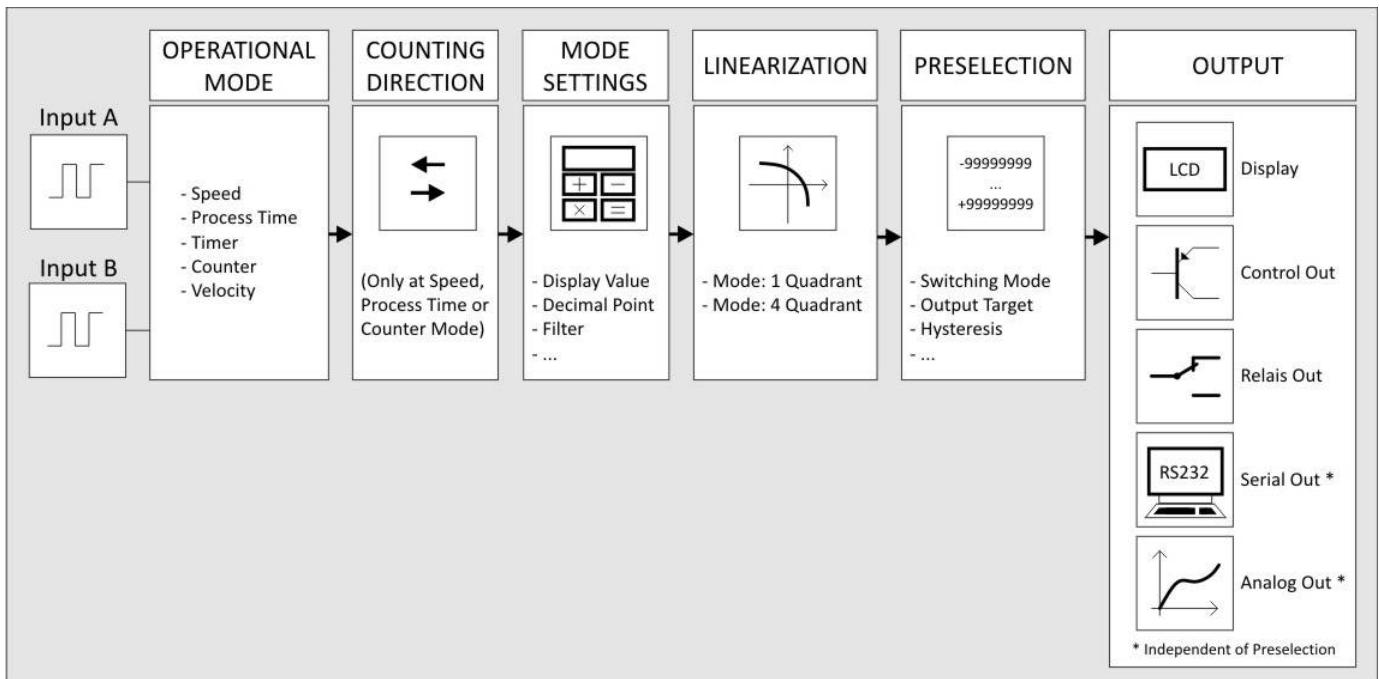 OPERATIONAL
MODE
COUNTING
DIRECTION
MODE
SETTINGS
LINEARIZATION
PRESELECTION
OUTPUT
Input A
Input B
- Speed
- Process Time
- Timer
- Counter
- Velocity
(Only at Speed,
Process Time or
Counter Mode)
+ −
× =
- Display Value
- Decimal Point
- Filter
- ...
- Mode: 1 Quadrant
- Mode: 4 Quadrant
-99999999
...
+99999999
- Switching Mode
- Output Target
- Hysteresis
- ...
LCD
Display
Control Out
Relais Out
RS232
Serial Out *
Analog Out *
* Independent of Preselection